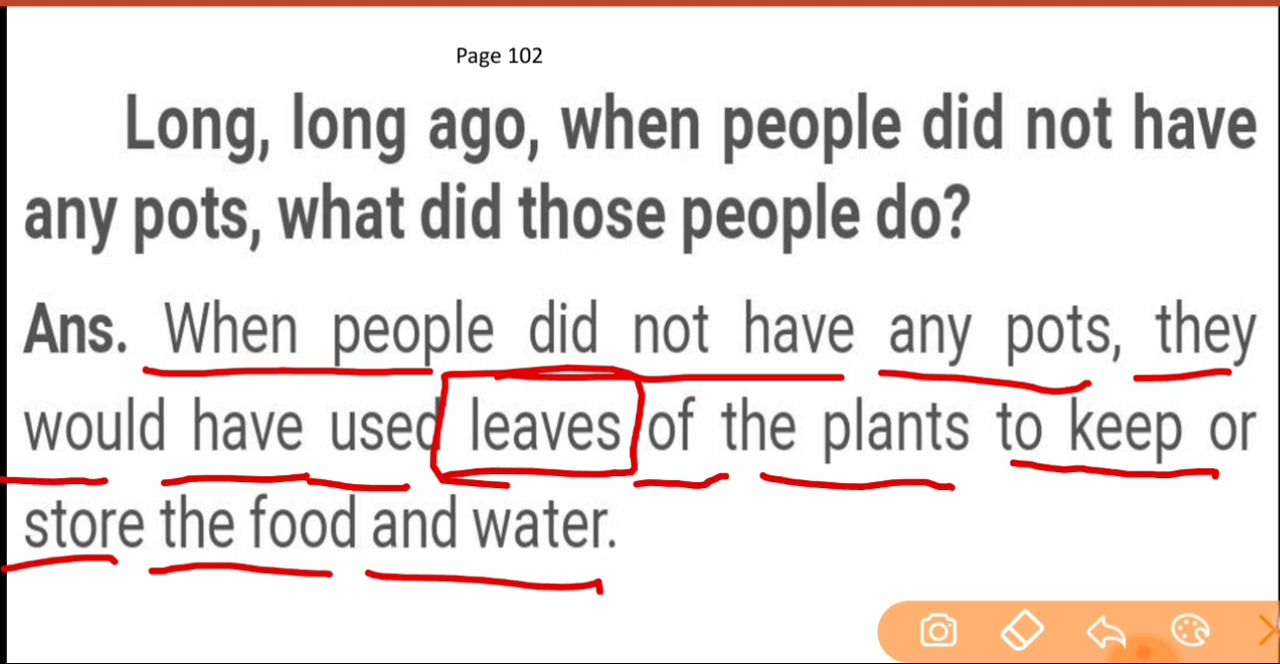 Page 102
Long, long ago, when people did not have
any pots, what did those people do?
Ans. When people did not have any pots, they
would have used leaves of the plants to keep or
store the food and water.